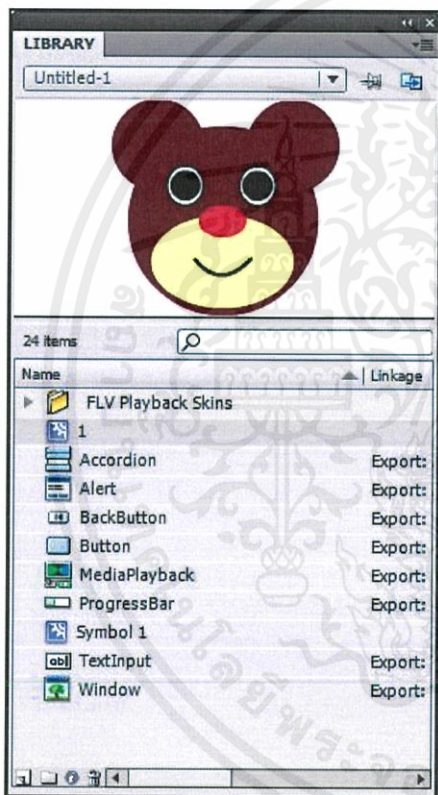 LIBRARY
Untitled-1
24 items
Name Linkage
FLV Playback Skins
1
Accordion Export:
Alert Export:
BackButton Export:
Button Export:
MediaPlayback Export:
ProgressBar Export:
Symbol 1
TextInput Export:
Window Export: